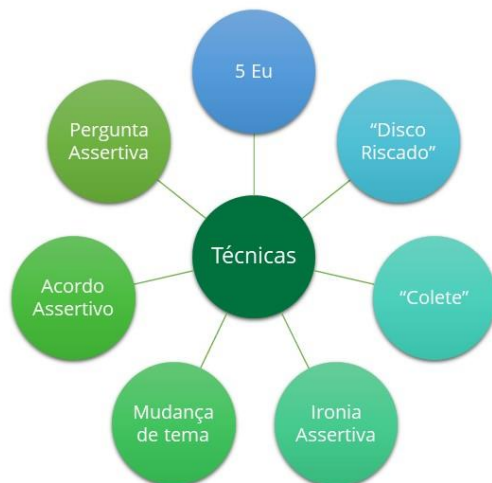 5 Eu
“Disco
Riscado”
“Colete”
Ironia
Assertiva
Mudança
de tema
Acordo
Assertivo
Pergunta
Assertiva
Técnicas